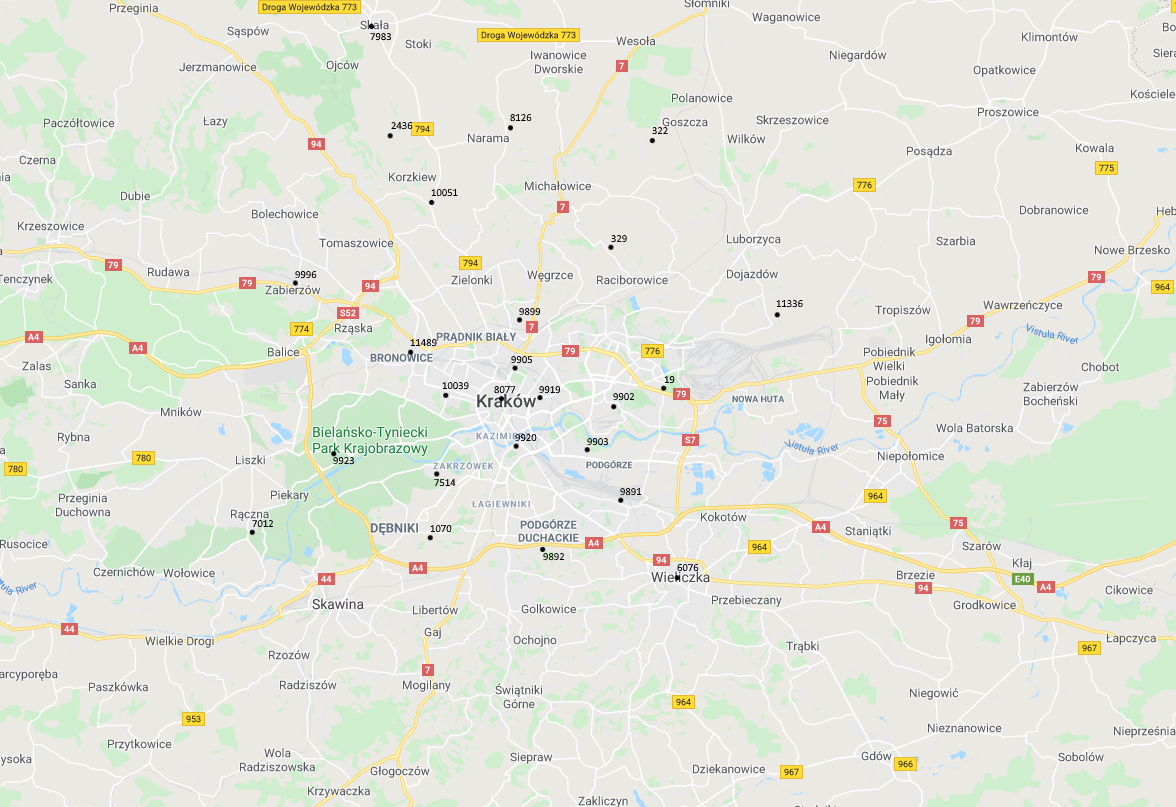 Przeginia
Droga Wojewódzka 773
Słomniki
Waganowice
Sąspów
Skała
7983
Stoki
Droga Wojewódzka 773
Wesoła
Klimontów
Iwanowice
Dworskie
Niegardów
Jerzmanowice
Ojców
7
Opatkowice
Polanowice
Paczółtowice
Łazy
2436
794
8126
Goszcza
Skrzeszowice
Proszowice
Kościele
94
Narama
322
Wilków
Posądza
Kowala
775
Czerna
Korzkiew
Michałowice
776
Dubie
10051
Bolechowice
7
Dobranowice
Heb
Krzeszowice
Tomaszowice
329
Luborzyca
Szarbia
Nowe Brzesko
79
Rudawa
79
9996
Zabierzów
94
794
Zielonki
Węgrzce
Raciborowice
Dojazdów
79
964
Tenczynek
S52
774
Rząska
9899
7
11336
Tropiszów
Wawrzeńczyce
79
Vistula River
A4
A4
Balice
11489
BRONOWICE
PRĄDNIK BIAŁY
79
776
Igołomia
Zalas
Sanka
9905
Pobiednik
Wielki
Pobiednik
Mały
Chobot
Mników
10039
8077
Kraków
9919
9902
19
79
NOWA HUTA
Zabierzów
Bocheński
75
Rybna
Bielańsko-Tyniecki
Park Krajobrazowy
KAZIMIE
9920
9903
S7
Vistula River
Wola Batorska
780
780
Liszki
9923
ZAKRZÓWEK
7514
PODGÓRZE
Niepołomice
Przeginia
Duchowna
Piekary
9891
964
Rączna
7012
ŁAGIEWNIKI
Kokotów
75
DĘBNIKI
1070
PODGÓRZE
DUCHACKIE
A4
A4
Staniątki
Rusocice
9892
964
Szarów
Czernichów
Wołowice
A4
94
6076
Wieliczka
Kłaj
Vistula River
44
Brzezie
94
E40
A4
Cikowice
Skawina
Libertów
Golkowice
Przebieczany
Grodkowice
44
Wielkie Drogi
Gaj
Ochojno
Trąbki
967
Łapczyca
Rzozów
7
Paszkówka
Radziszów
Mogilany
Świątniki
Górne
964
Niegowić
953
Nieznanowice
Przytkowice
Wola
Radziszowska
Siepraw
Gdów
966
Sobolów
Głogoczów
Dziekanowice
967
Krzywaczka
Zakliczyn